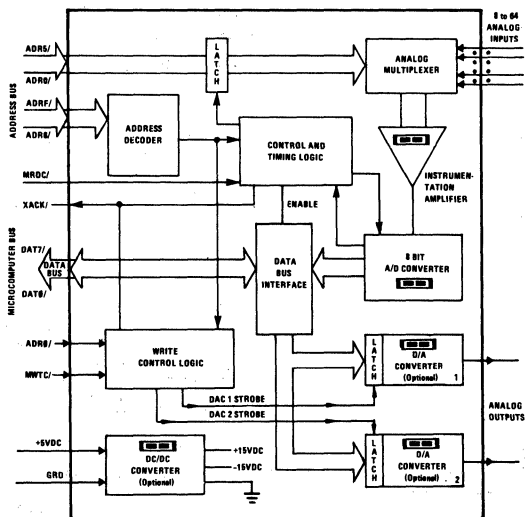 8 to 64
ANALOG
INPUTS
ADR5/
ADR0/
LATCH
ANALOG
MULTIPLEXER
ADDRESS BUS
ADRF/
ADR6/
ADDRESS
DECODER
CONTROL AND
TIMING LOGIC
INSTRUMEN-
TATION
AMPLIFIER
MRDC/
XACK/
ENABLE
MICROCOMPUTER BUS
DAT7/
DATA
BUS
DAT0/
DATA
BUS
INTERFACE
8 BIT
A/D CONVERTER
ADR0/
MWTC/
WRITE
CONTROL LOGIC
LATCH
D/A
CONVERTER
(Optional)
1
DAC 1 STROBE
DAC 2 STROBE
ANALOG
OUTPUTS
+5VDC
GRD
DC/DC
CONVERTER
(Optional)
+15VDC
-15VDC
LATCH
D/A
CONVERTER
(Optional)
2